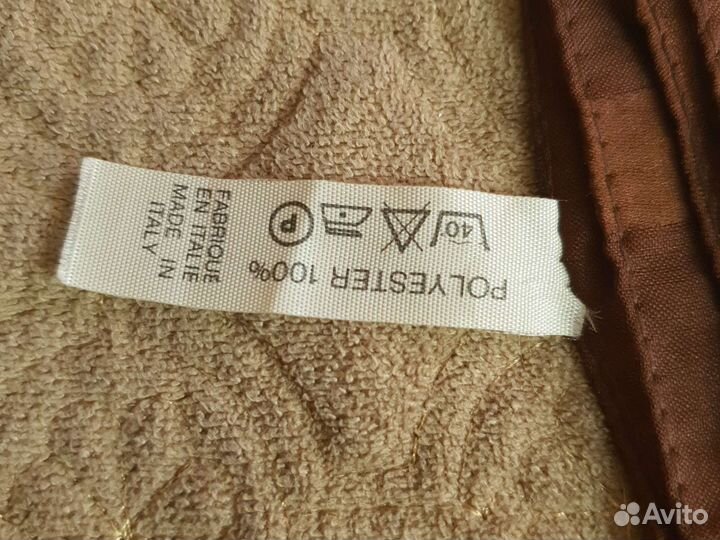 POLYESTER 100%
40 P
FABRIQUE
EN ITALIE
MADE IN
ITALY
Avito